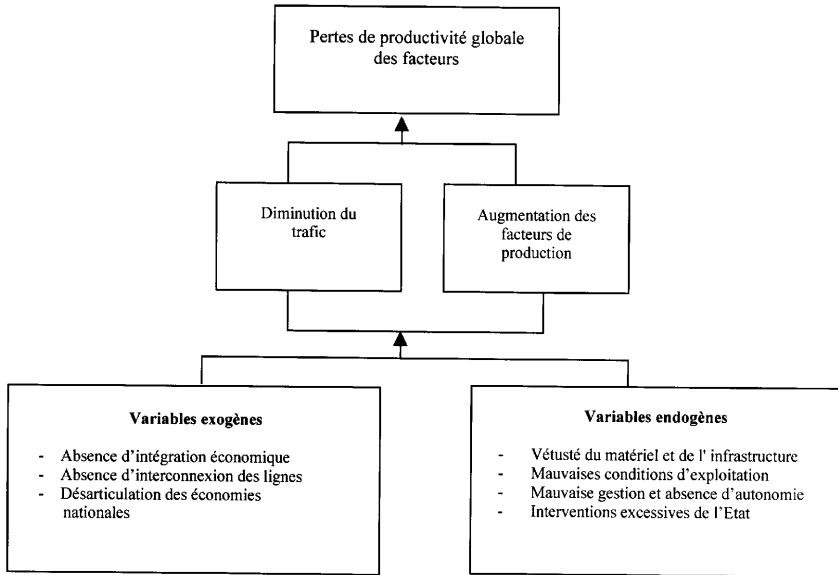 Pertes de productivité globale
des facteurs
Diminution du
trafic
Augmentation des
facteurs de
production
Variables exogènes
- Absence d'intégration économique
- Absence d'interconnexion des lignes
- Désarticulation des économies
nationales
Variables endogènes
- Vétusté du matériel et de l' infrastructure
- Mauvaises conditions d'exploitation
- Mauvaise gestion et absence d'autonomie
- Interventions excessives de l'Etat